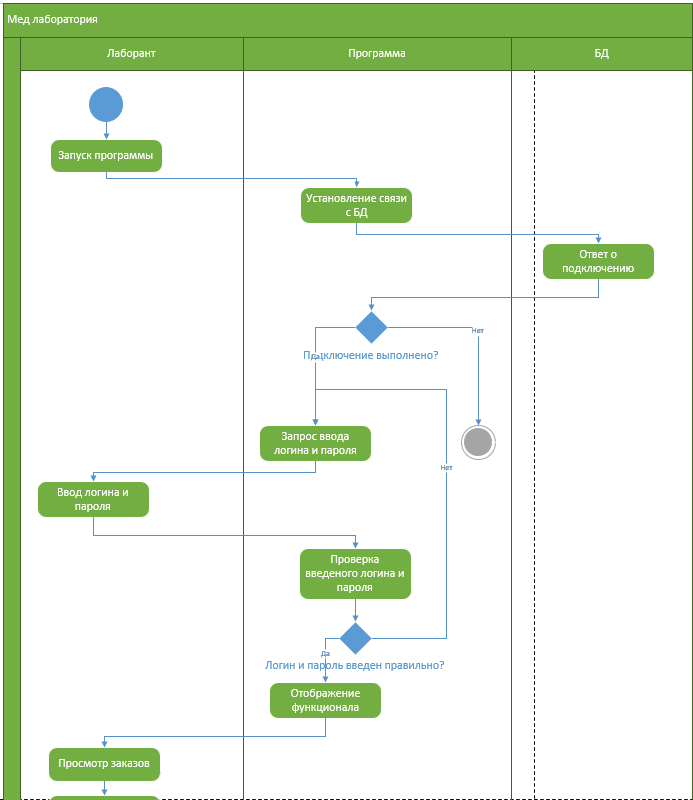 Мед лаборатория
Лаборант
Программа
БД
Запуск программы
Установление связи
с БД
Ответ о
подключению
Нет
Подключение выполнено?
Да
Запрос ввода
логина и пароля
Нет
Ввод логина и
пароля
Проверка
введеного логина и
пароля
Да
Логин и пароль введен правильно?
Отображение
функционала
Просмотр заказов